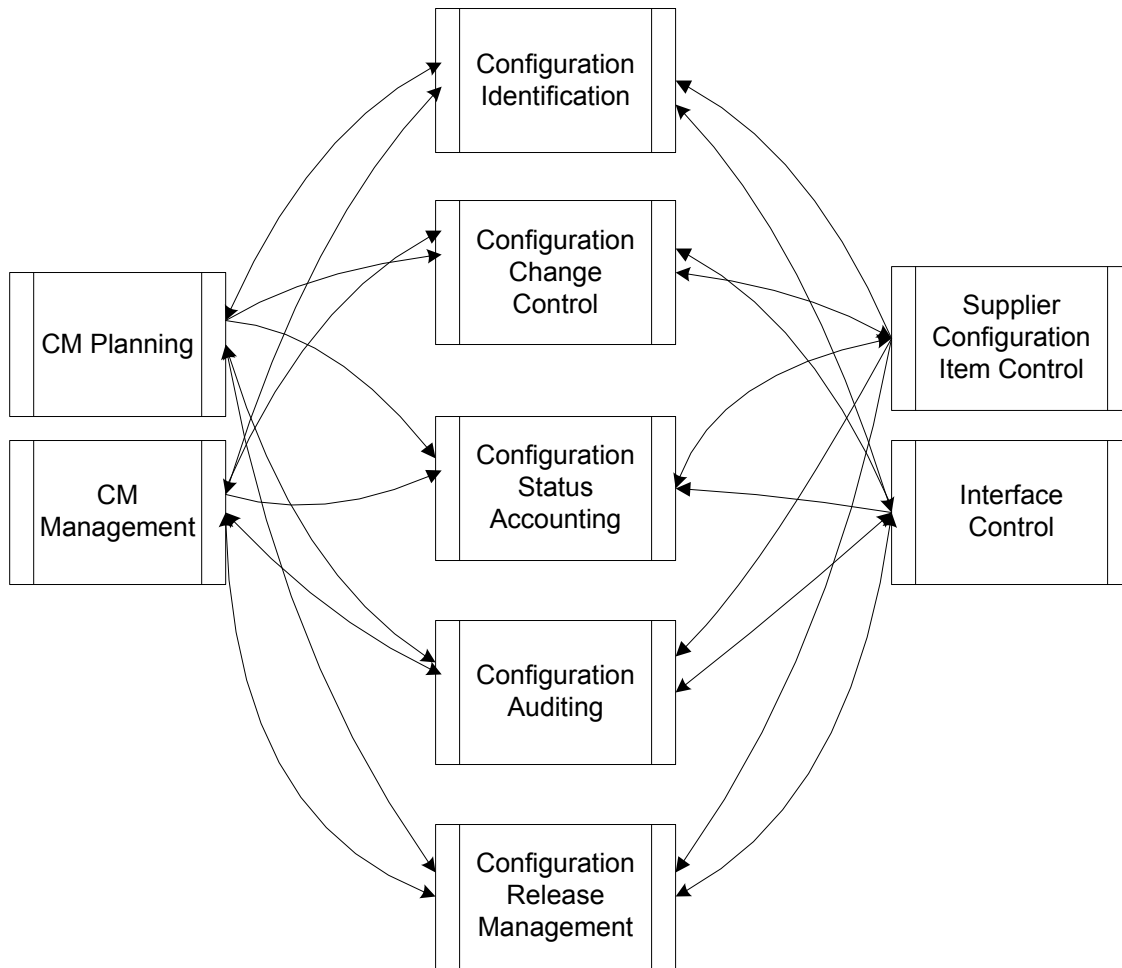 Configuration
Identification
Configuration
Change
Control
CM Planning
Supplier
Configuration
Item Control
CM
Management
Configuration
Status
Accounting
Interface
Control
Configuration
Auditing
Configuration
Release
Management